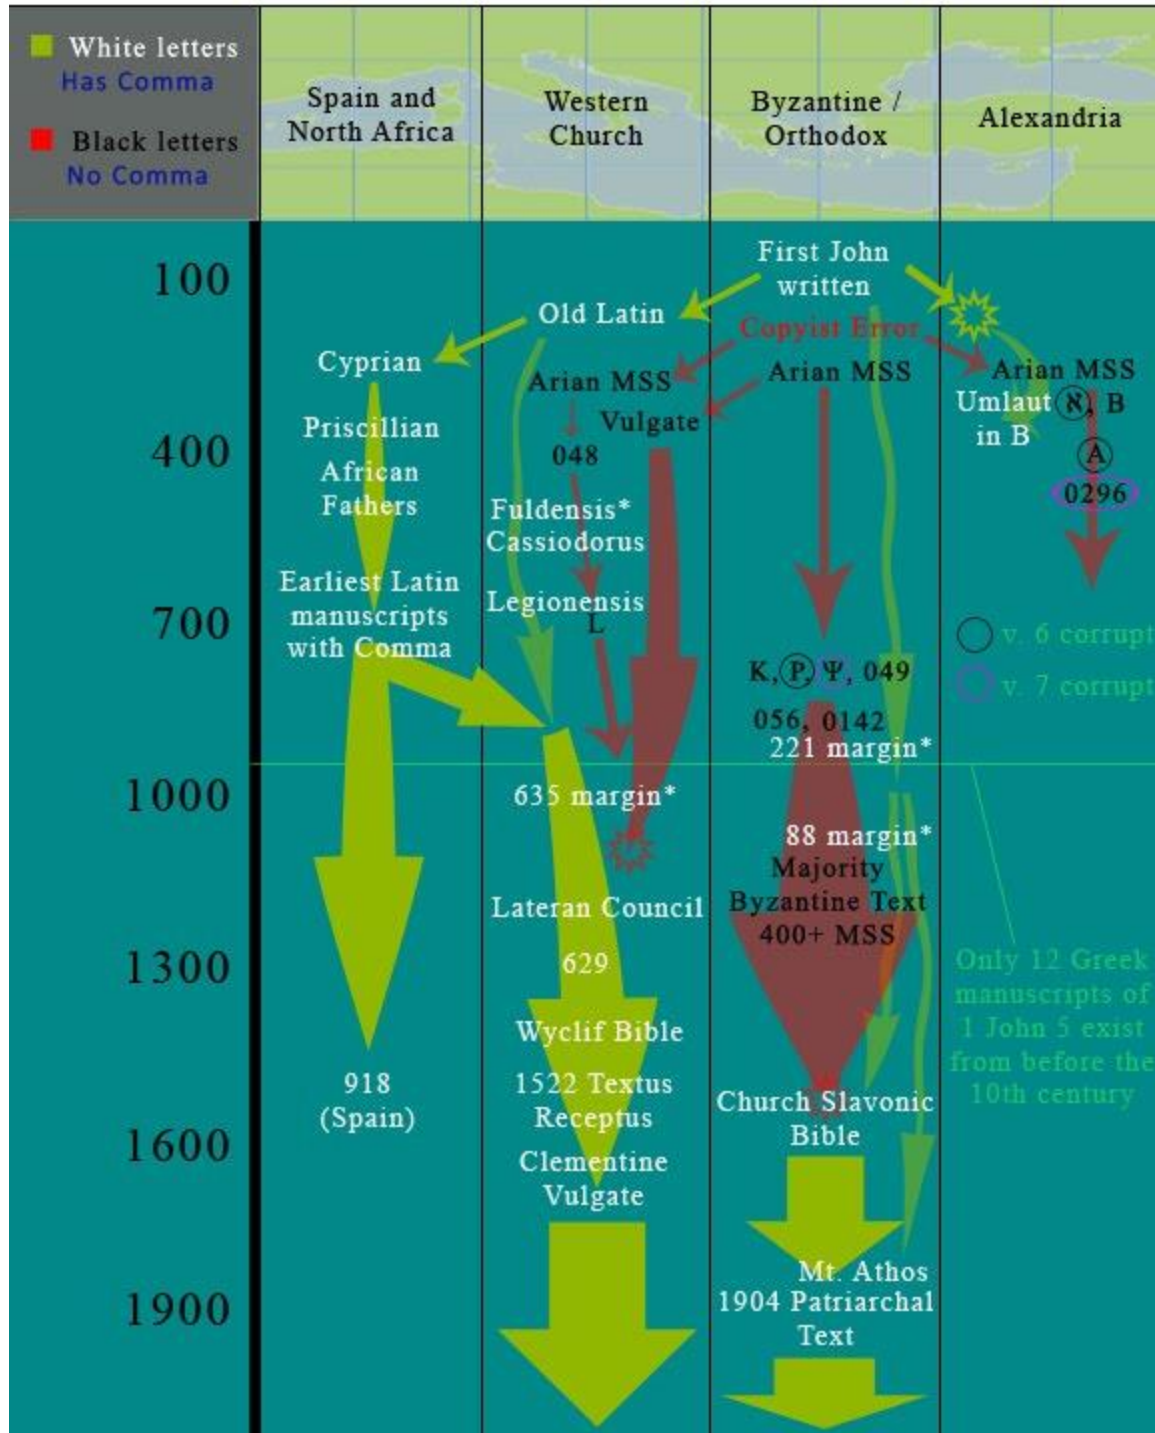 White letters
Has Comma
Black letters
No Comma
Spain and
North Africa
Western
Church
Byzantine /
Orthodox
Alexandria
100
400
700
1000
1300
1600
1900
Cyprian
Priscillian
African
Fathers
Earliest Latin
manuscripts
with Comma
918
(Spain)
Old Latin
Arian MSS
Vulgate
048
Fuldensis*
Cassiodorus
Legionensis
L
635 margin*
Lateran Council
629
Wyclif Bible
1522 Textus
Receptus
Clementine
Vulgate
First John
written
Copyist Error
Arian MSS
K, P, Ψ, 049
056, 0142
221 margin*
88 margin*
Majority
Byzantine Text
400+ MSS
Church Slavonic
Bible
Mt. Athos
1904 Patriarchal
Text
Arian MSS
Umlaut
in B
א, B
A
0296
v. 6 corrupt
v. 7 corrupt
Only 12 Greek
manuscripts of
1 John 5 exist
from before the
10th century